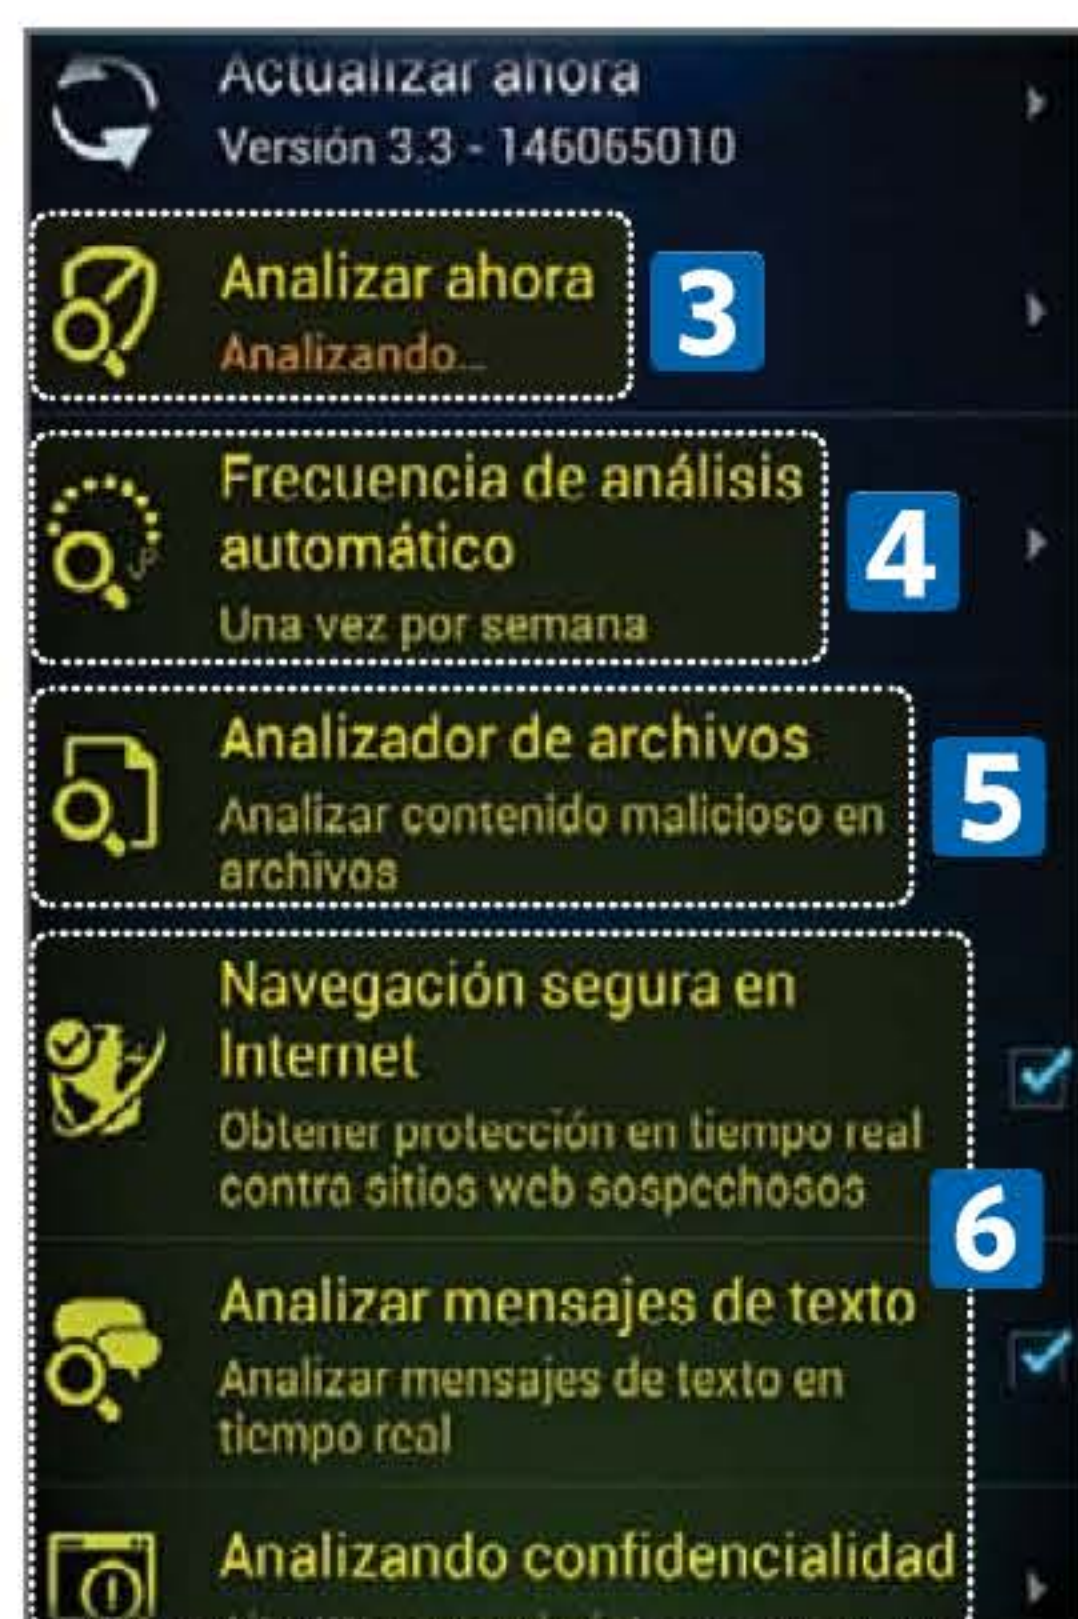 Actualizar ahora
Versión 3.3 - 146065010
Analizar ahora
Analizando...
3
Frecuencia de análisis
automático
Una vez por semana
4
Analizador de archivos
Analizar contenido malicioso en
archivos
5
Navegación segura en
Internet
Obtener protección en tiempo real
contra sitios web sospechosos
6
Analizar mensajes de texto
Analizar mensajes de texto en
tiempo real
Analizando confidencialidad